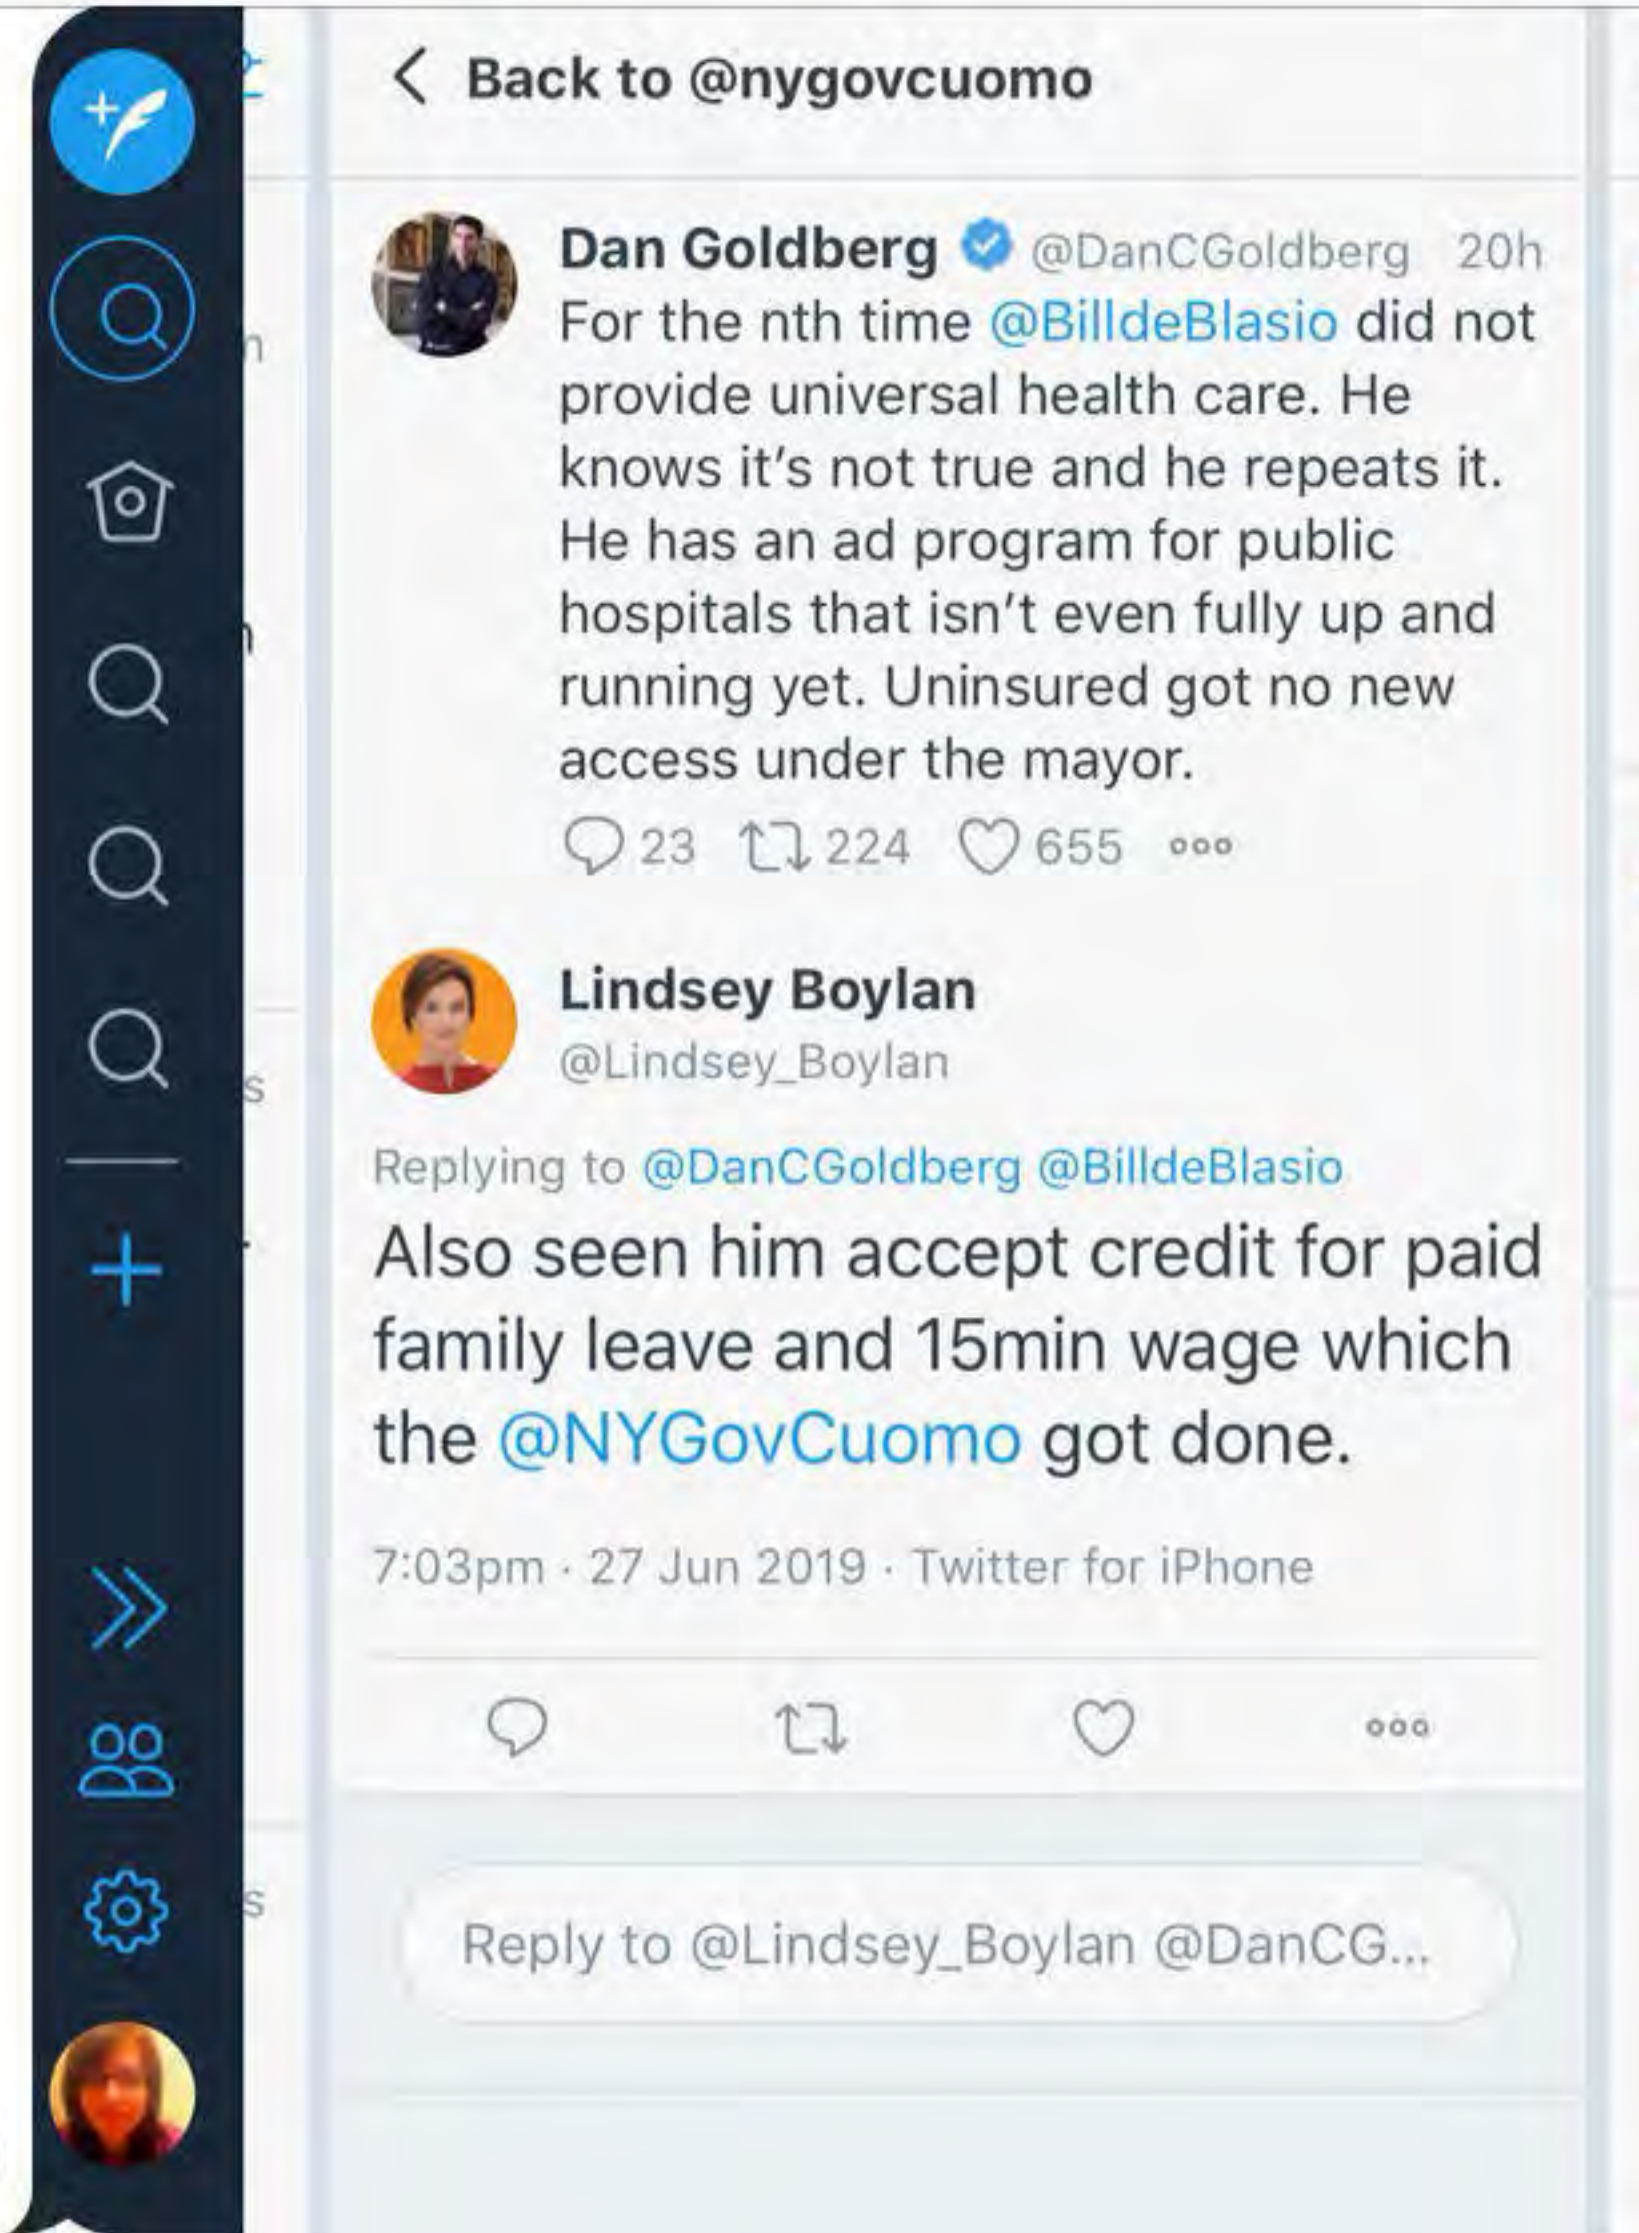 Back to @nygovcuomo
Dan Goldberg @DanCGoldberg 20h
For the nth time @BilldeBlasio did not
provide universal health care. He
knows it's not true and he repeats it.
He has an ad program for public
hospitals that isn't even fully up and
running yet. Uninsured got no new
access under the mayor.
23 224 655
Lindsey Boylan
@Lindsey_Boylan
Replying to @DanCGoldberg @BilldeBlasio
Also seen him accept credit for paid
family leave and 15min wage which
the @NYGovCuomo got done.
7:03pm · 27 Jun 2019 · Twitter for iPhone
Reply to @Lindsey_Boylan @DanCG...